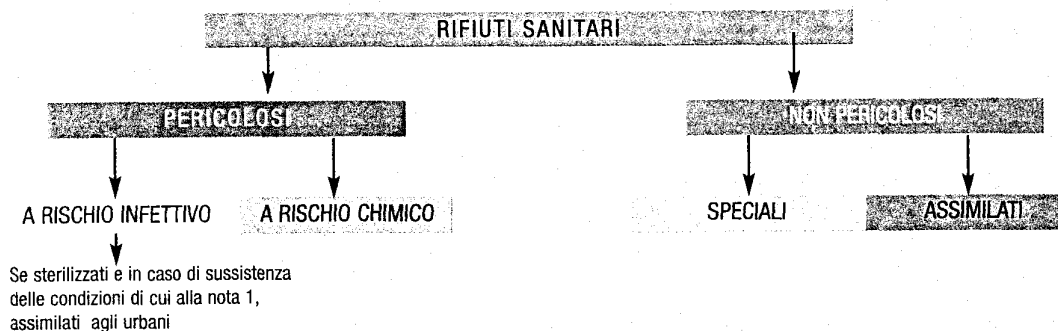 RIFIUTI SANITARI
PERICOLOSI
NON PERICOLOSI
A RISCHIO INFETTIVO
A RISCHIO CHIMICO
SPECIALI
ASSIMILATI
Se sterilizzati e in caso di sussistenza
delle condizioni di cui alla nota 1,
assimilati agli urbani